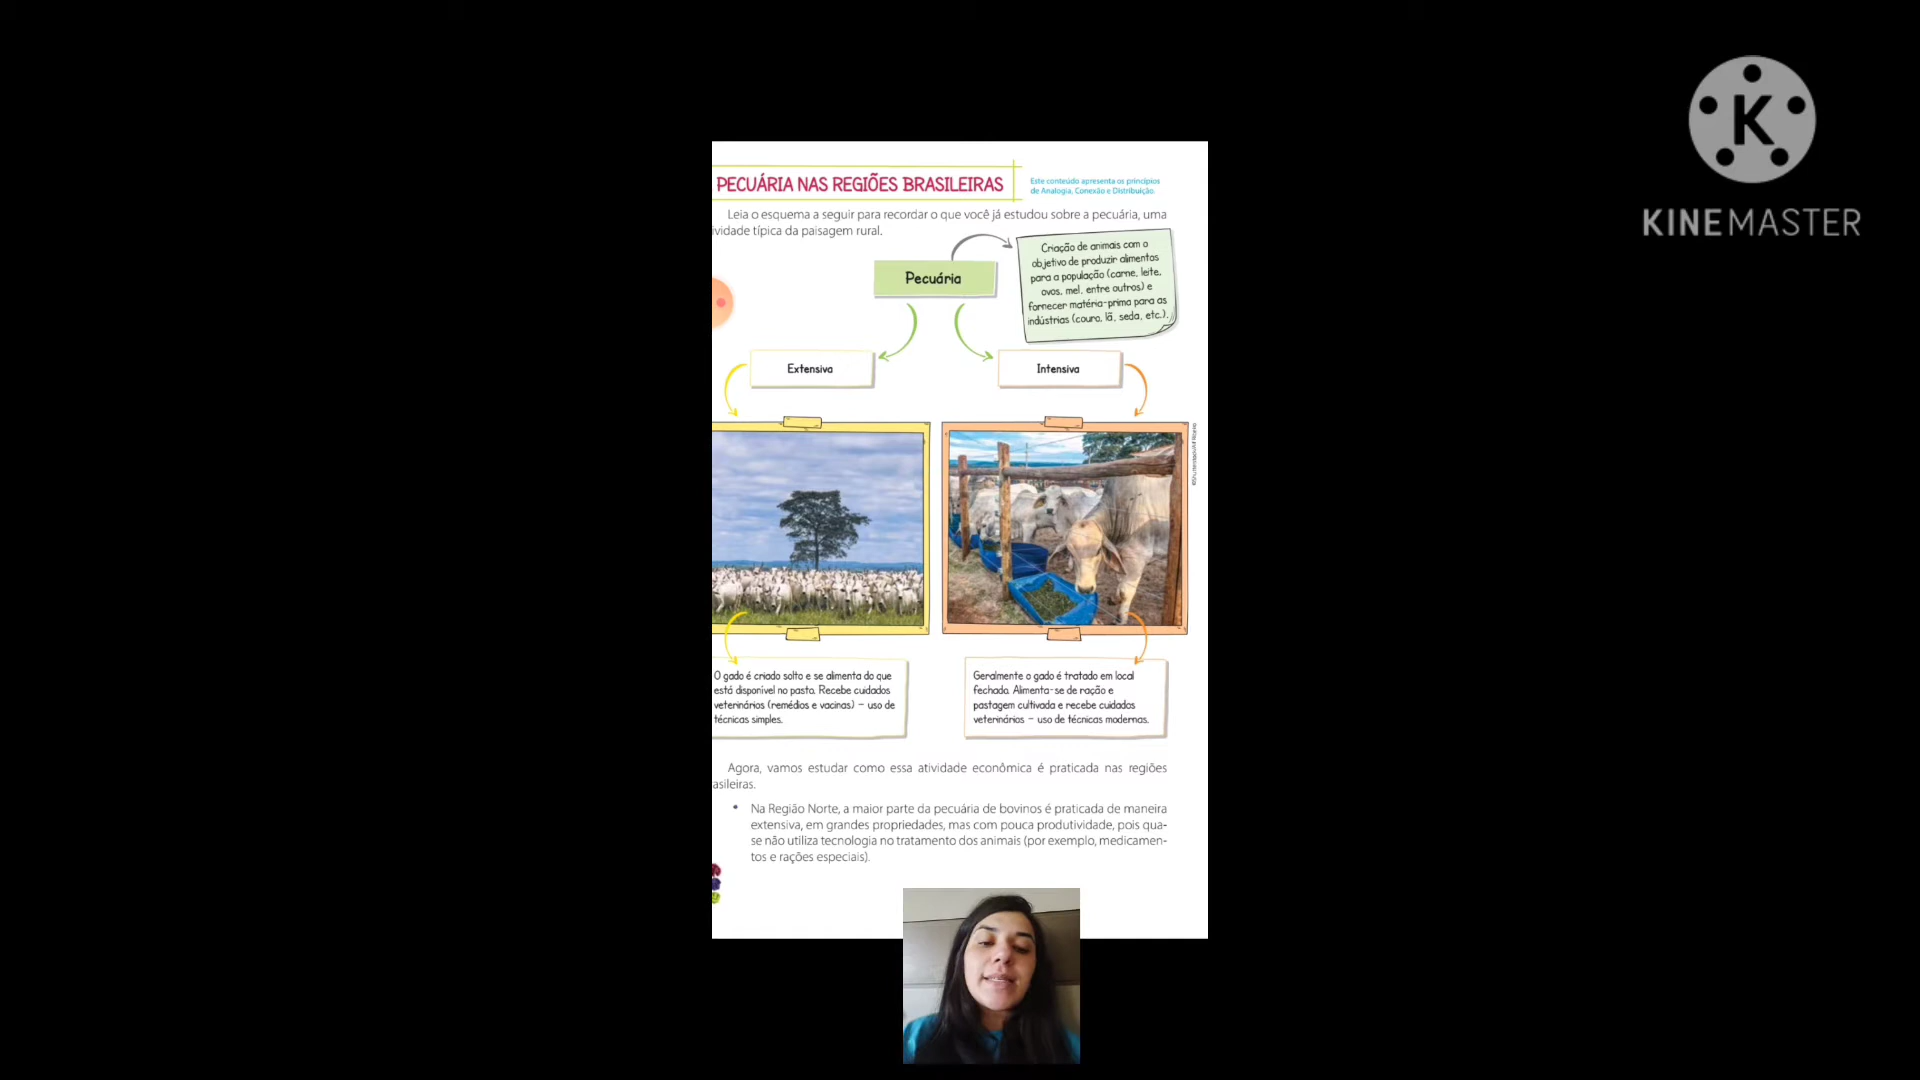 K
KINEMASTER
PECUÁRIA NAS REGIÕES BRASILEIRAS
Este conteúdo apresenta os princípios
de Analogia, Conexão e Distribuição.
Leia o esquema a seguir para recordar o que você já estudou sobre a pecuária, uma
ividade típica da paisagem rural.
Pecuária
Criação de animais com o
objetivo de produzir alimentos
para a população (carne, leite,
ovos, mel, entre outros) e
fornecer matéria-prima para as
indústrias (couro, lã, seda, etc.).
Extensiva
Intensiva
O gado é criado solto e se alimenta do que
está disponível no pasto. Recebe cuidados
veterinários (remédios e vacinas) – uso de
técnicas simples.
Geralmente o gado é tratado em local
fechado. Alimenta-se de ração e
pastagem cultivada e recebe cuidados
veterinários – uso de técnicas modernas.
Agora, vamos estudar como essa atividade econômica é praticada nas regiões
asileiras.
• Na Região Norte, a maior parte da pecuária de bovinos é praticada de maneira
extensiva, em grandes propriedades, mas com pouca produtividade, pois qua-
se não utiliza tecnologia no tratamento dos animais (por exemplo, medicamen-
tos e rações especiais).